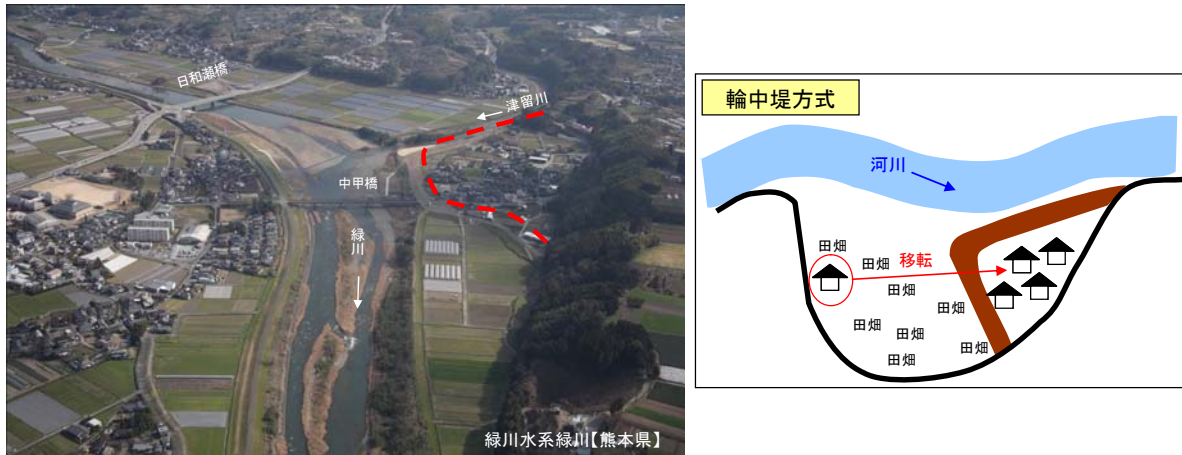 日和瀬橋
津留川
中甲橋
緑川
緑川水系緑川【熊本県】
輪中堤方式
河川
田畑
田畑
移転
田畑
田畑
田畑
田畑
田畑
田畑